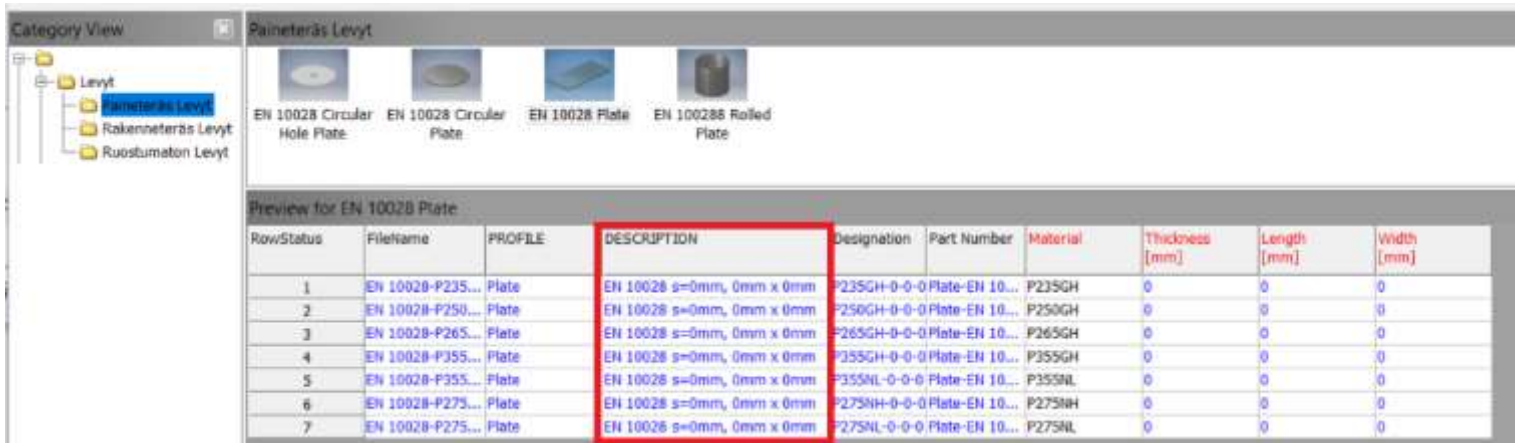 Category View
Levyt
Paineteräs Levyt
Rakenneteräs Levyt
Ruostumaton Levyt
Paineteräs Levyt
EN 10028 Circular Hole Plate
EN 10028 Circular Plate
EN 10028 Plate
EN 100288 Rolled Plate
Preview for EN 10028 Plate
RowStatus FileName PROFILE DESCRIPTION Designation Part Number Material Thickness [mm] Length [mm] Width [mm]
1 EN 10028-P235... Plate EN 10028 s=0mm, 0mm x 0mm P235GH-0-0-0 Plate-EN 10... P235GH 0 0 0
2 EN 10028-P250... Plate EN 10028 s=0mm, 0mm x 0mm P250GH-0-0-0 Plate-EN 10... P250GH 0 0 0
3 EN 10028-P265... Plate EN 10028 s=0mm, 0mm x 0mm P265GH-0-0-0 Plate-EN 10... P265GH 0 0 0
4 EN 10028-P355... Plate EN 10028 s=0mm, 0mm x 0mm P355GH-0-0-0 Plate-EN 10... P355GH 0 0 0
5 EN 10028-P355... Plate EN 10028 s=0mm, 0mm x 0mm P355NL-0-0-0 Plate-EN 10... P355NL 0 0 0
6 EN 10028-P275... Plate EN 10028 s=0mm, 0mm x 0mm P275NH-0-0-0 Plate-EN 10... P275NH 0 0 0
7 EN 10028-P275... Plate EN 10028 s=0mm, 0mm x 0mm P275NL-0-0-0 Plate-EN 10... P275NL 0 0 0